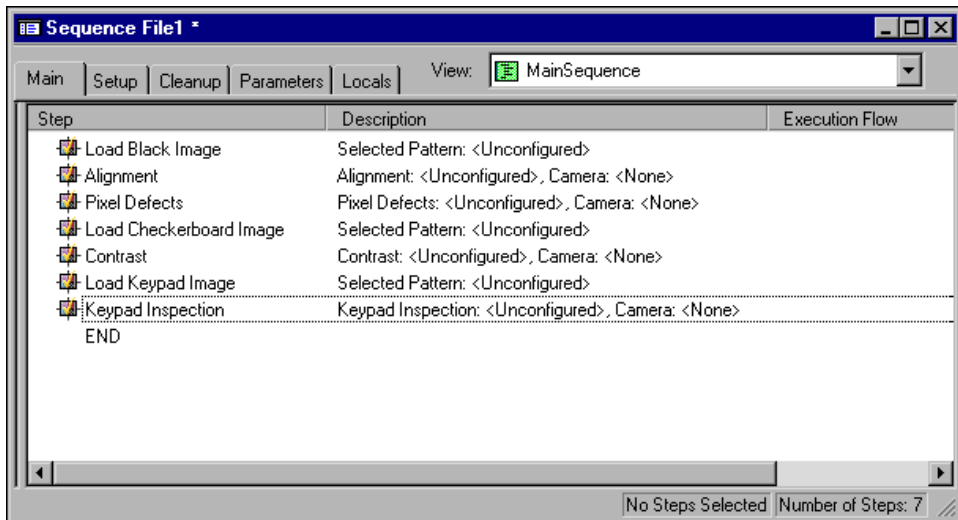 Sequence File1 *
Main Setup Cleanup Parameters Locals View: MainSequence
Step Description Execution Flow
Load Black Image Selected Pattern: <Unconfigured>
Alignment Alignment: <Unconfigured>, Camera: <None>
Pixel Defects Pixel Defects: <Unconfigured>, Camera: <None>
Load Checkerboard Image Selected Pattern: <Unconfigured>
Contrast Contrast: <Unconfigured>, Camera: <None>
Load Keypad Image Selected Pattern: <Unconfigured>
Keypad Inspection Keypad Inspection: <Unconfigured>, Camera: <None>
END
No Steps Selected Number of Steps: 7